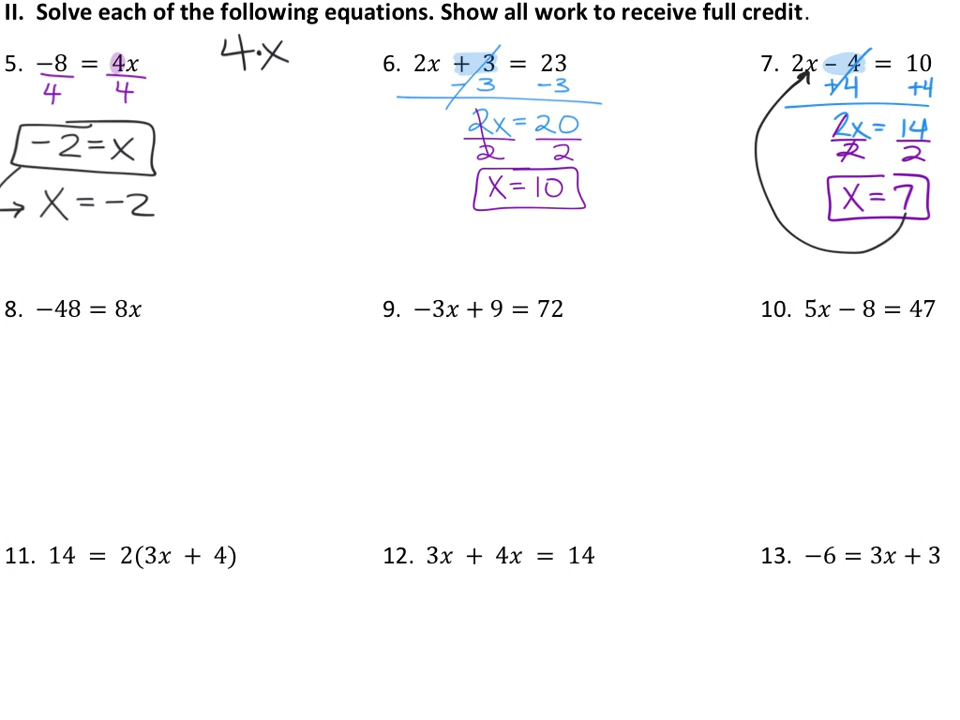 II. Solve each of the following equations. Show all work to receive full credit.
5. −8 = 4x
4 4
−2=x
→ x = −2
4·x
6. 2x + 3 = 23
−3 −3
2x = 20
2 2
x = 10
7. 2x − 4 = 10
+4 +4
2x = 14
2 2
x = 7
8. −48 = 8x
9. −3x + 9 = 72
10. 5x − 8 = 47
11. 14 = 2(3x + 4)
12. 3x + 4x = 14
13. −6 = 3x + 3